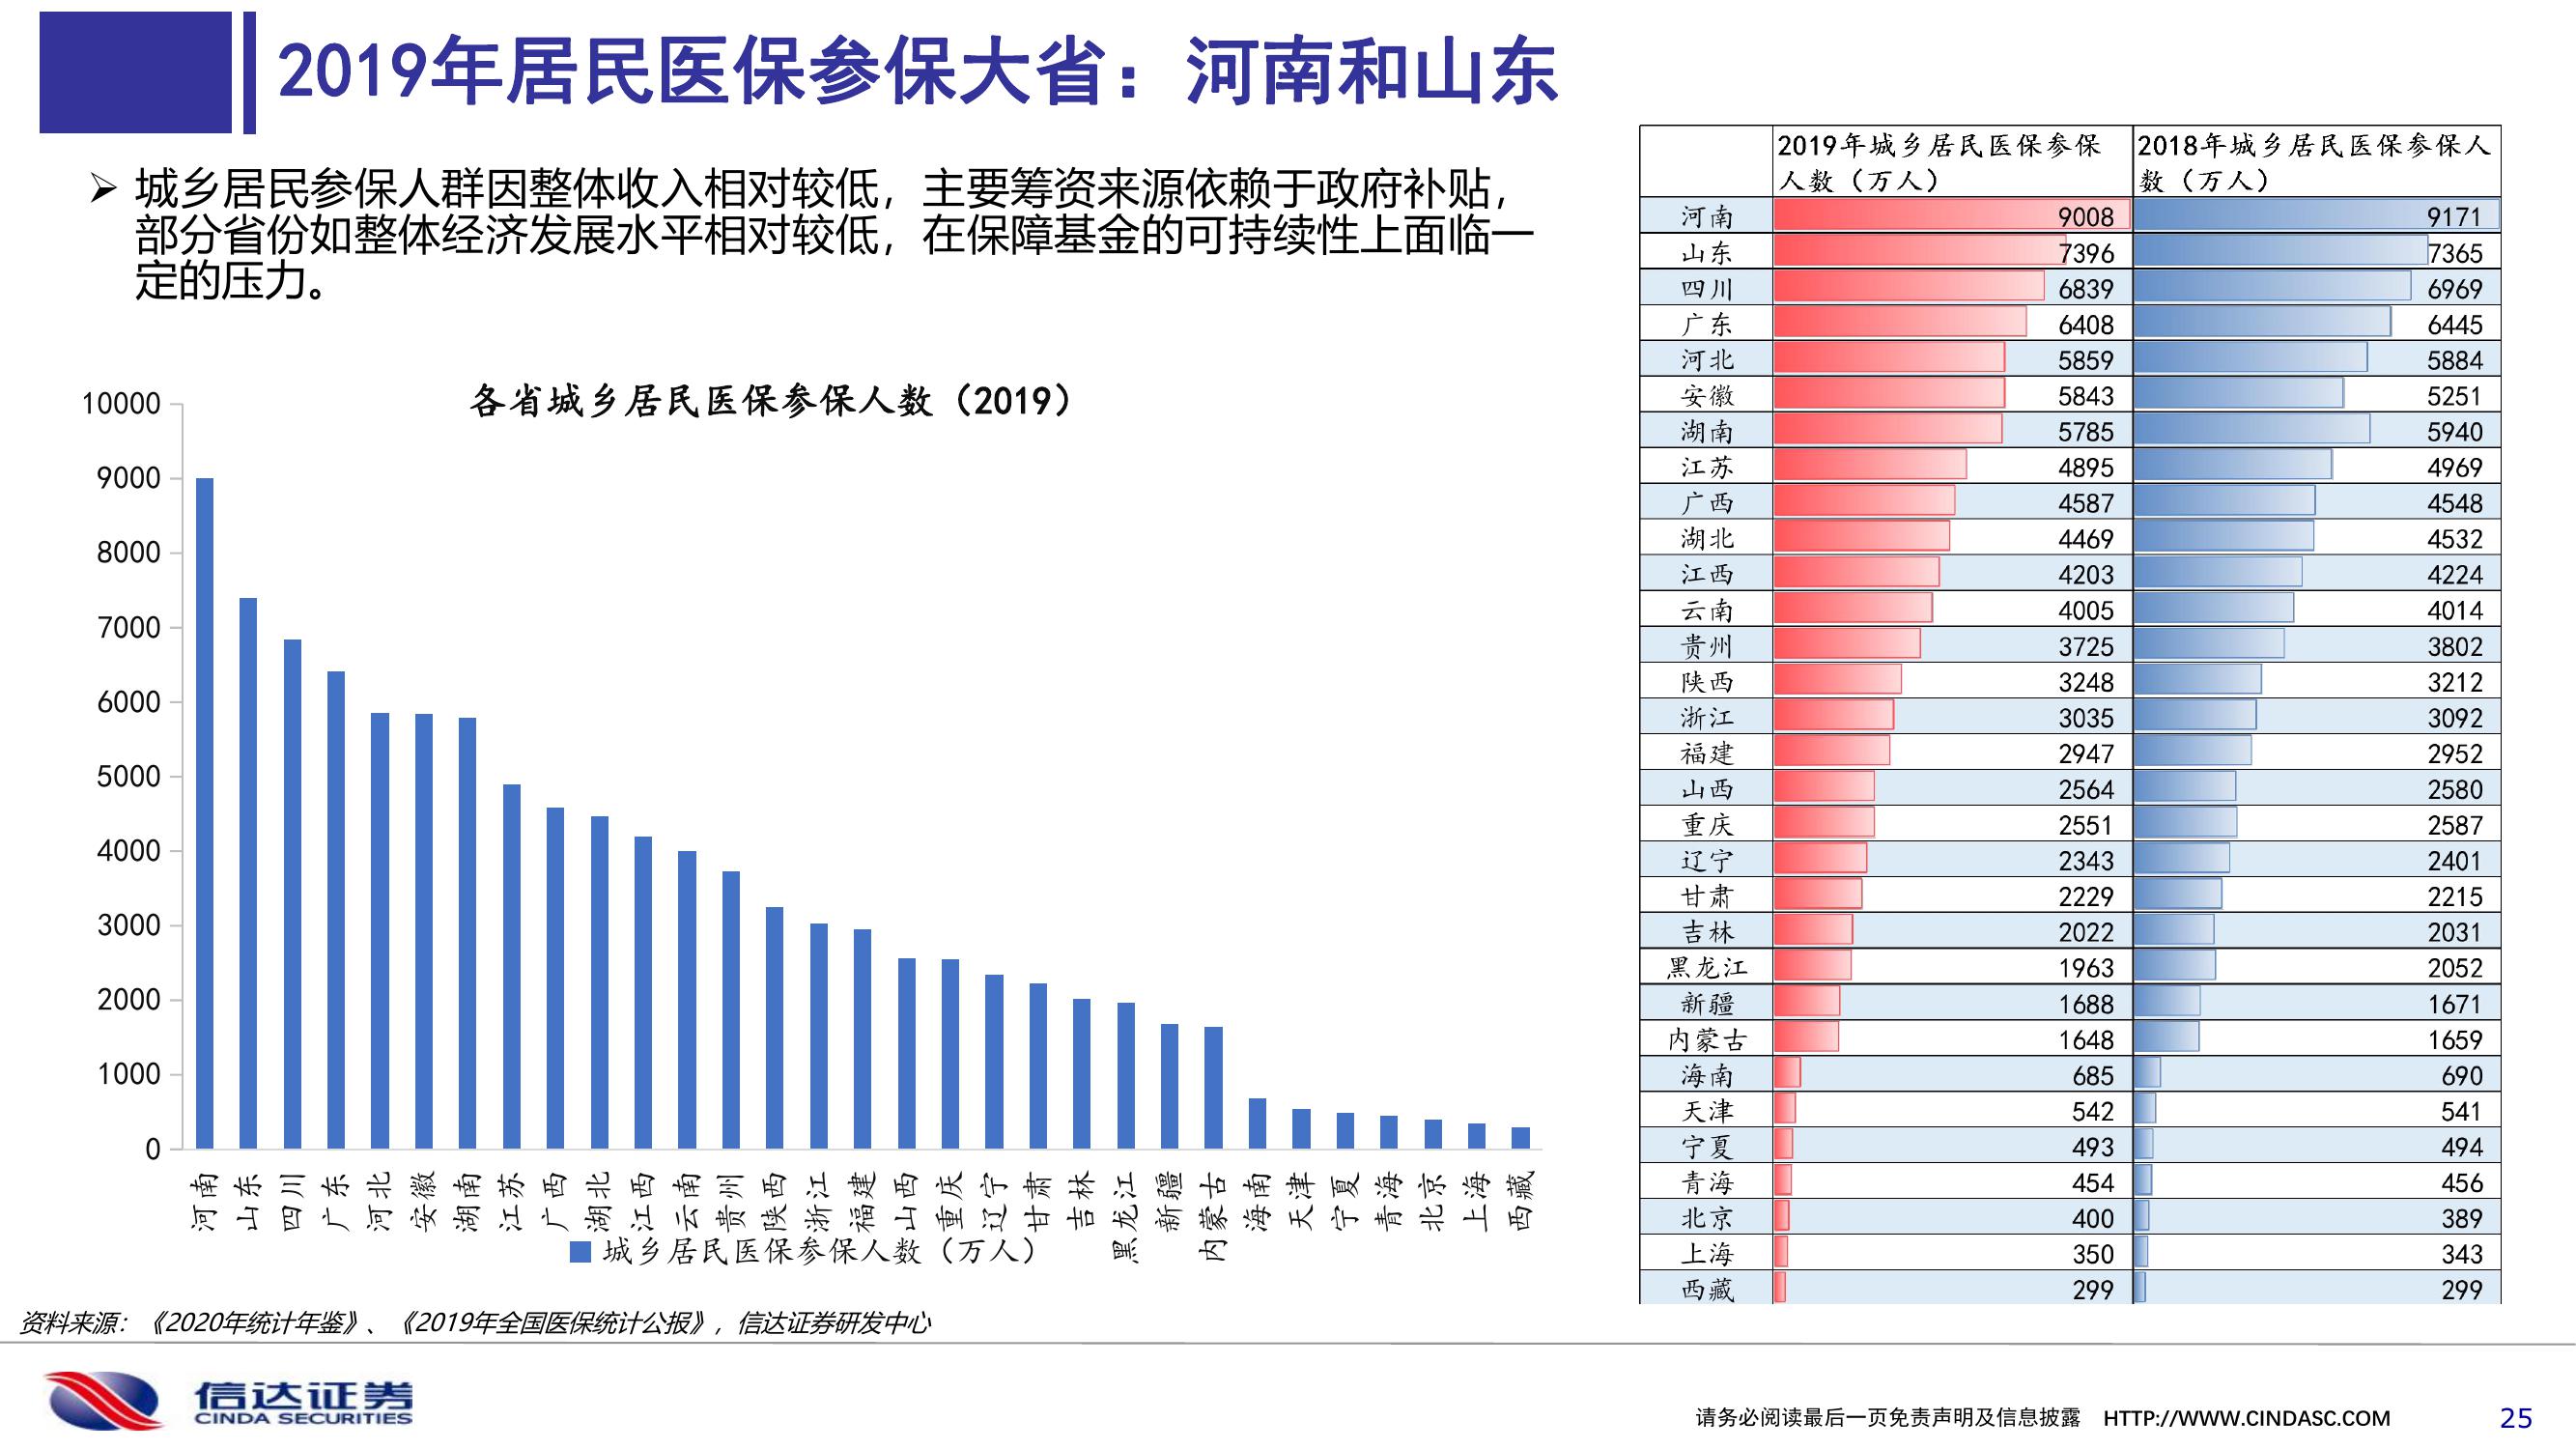 2019年居民医保参保大省：河南和山东
➢ 城乡居民参保人群因整体收入相对较低，主要筹资来源依赖于政府补贴，
部分省份如整体经济发展水平相对较低，在保障基金的可持续性上面临一
定的压力。
各省城乡居民医保参保人数（2019）
10000
9000
8000
7000
6000
5000
4000
3000
2000
1000
0
河南 山东 四川 广东 河北 安徽 湖南 江苏 广西 湖北 江西 云南 贵州 陕西 浙江 福建 山西 重庆 辽宁 甘肃 吉林 黑龙江 新疆 内蒙古 海南 天津 宁夏 青海 北京 上海 西藏
城乡居民医保参保人数（万人）
2019年城乡居民医保参保
人数（万人）
2018年城乡居民医保参保人
数（万人）
河南 9008 9171
山东 7396 7365
四川 6839 6969
广东 6408 6445
河北 5859 5884
安徽 5843 5251
湖南 5785 5940
江苏 4895 4969
广西 4587 4548
湖北 4469 4532
江西 4203 4224
云南 4005 4014
贵州 3725 3802
陕西 3248 3212
浙江 3035 3092
福建 2947 2952
山西 2564 2580
重庆 2551 2587
辽宁 2343 2401
甘肃 2229 2215
吉林 2022 2031
黑龙江 1963 2052
新疆 1688 1671
内蒙古 1648 1659
海南 685 690
天津 542 541
宁夏 493 494
青海 454 456
北京 400 389
上海 350 343
西藏 299 299
资料来源：《2020年统计年鉴》、《2019年全国医保统计公报》，信达证券研发中心
信达证券
CINDA SECURITIES
请务必阅读最后一页免责声明及信息披露 HTTP://WWW.CINDASC.COM 25